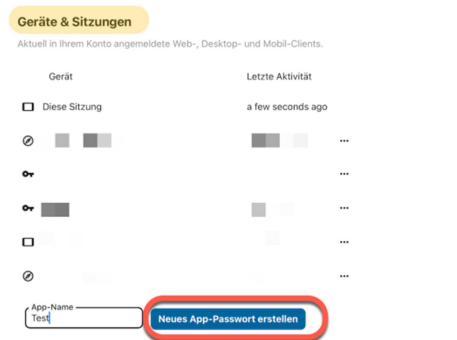 Geräte & Sitzungen
Aktuell in Ihrem Konto angemeldete Web-, Desktop- und Mobil-Clients.
Gerät Letzte Aktivität
Diese Sitzung a few seconds ago
App-Name
Test
Neues App-Passwort erstellen